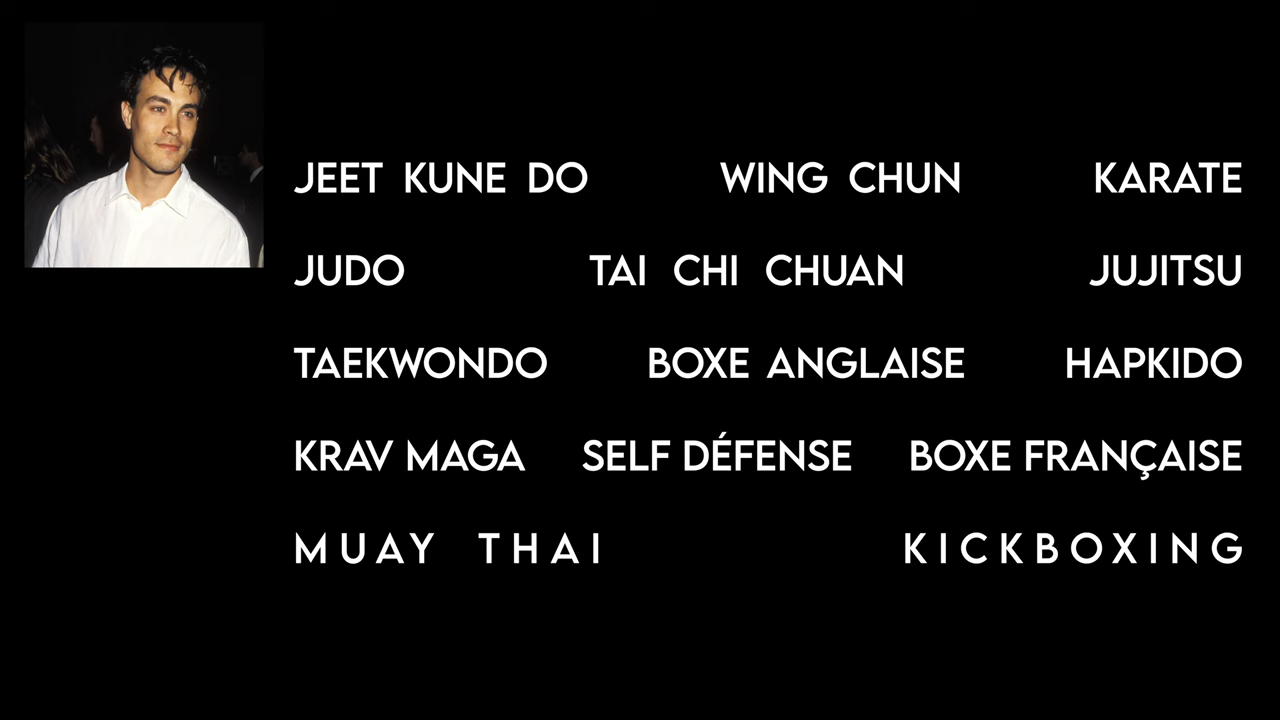 JEET KUNE DO WING CHUN KARATE
JUDO TAI CHI CHUAN JUJITSU
TAEKWONDO BOXE ANGLAISE HAPKIDO
KRAV MAGA SELF DÉFENSE BOXE FRANÇAISE
MUAY THAI KICKBOXING